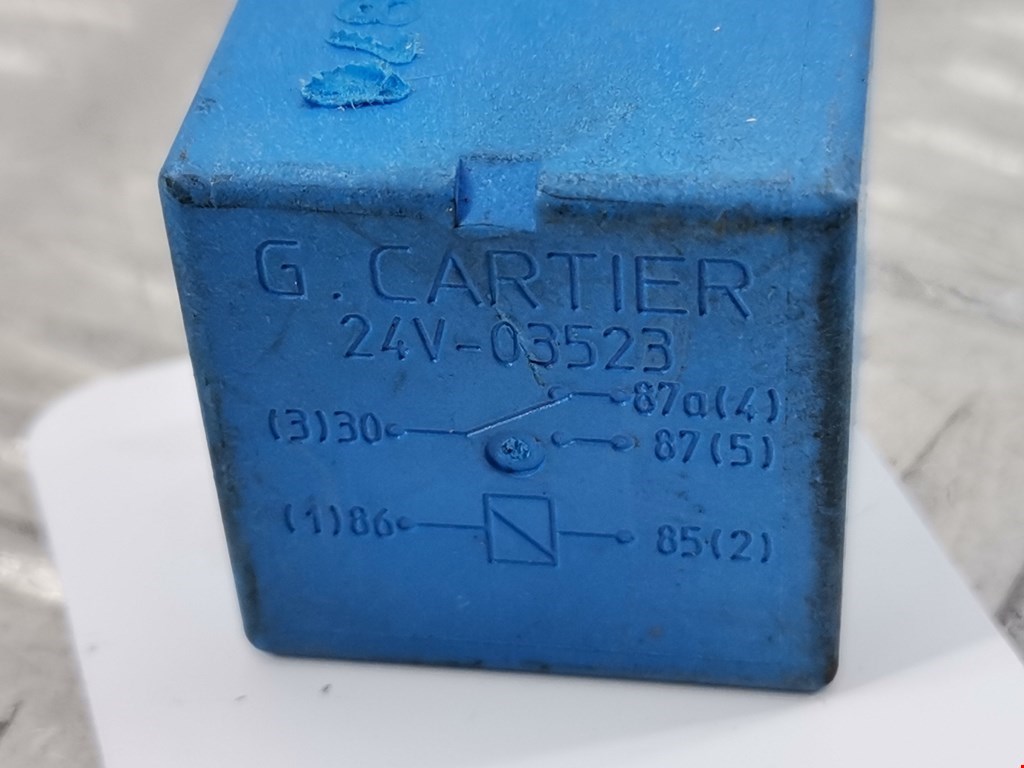 G. CARTIER
24V-03523
87a(4)
(3)30
87(5)
(1)86 85(2)